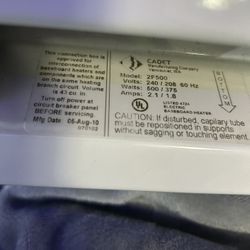 This connection box is
approved for
interconnection of
baseboard heaters and
components which are
on the same heating
branch circuit. Volume
is 43 cu. in.
Turn off power at
circuit breaker panel
BEFORE servicing.
Mfg Date 05-Aug-10
CADET
Manufacturing Company
Vancouver, WA
Model: 2F500
Volts: 240 / 208 60 Hz
Watts: 500 / 375
Amps: 2.1 / 1.8
UL
LISTED
ELECTRIC
BASEBOARD HEATER
BOTTOM
CAUTION: If disturbed, capillary tube
must be repositioned in supports
without sagging or touching element.